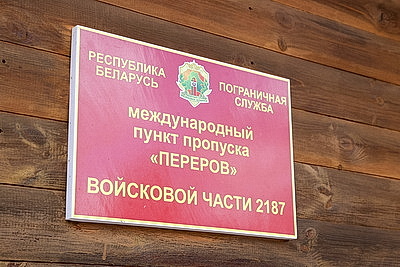 РЕСПУБЛИКА
БЕЛАРУСЬ
ПОГРАНИЧНАЯ
СЛУЖБА
международный
пункт пропуска
«ПЕРЕРОВ»
ВОЙСКОВОЙ ЧАСТИ 2187